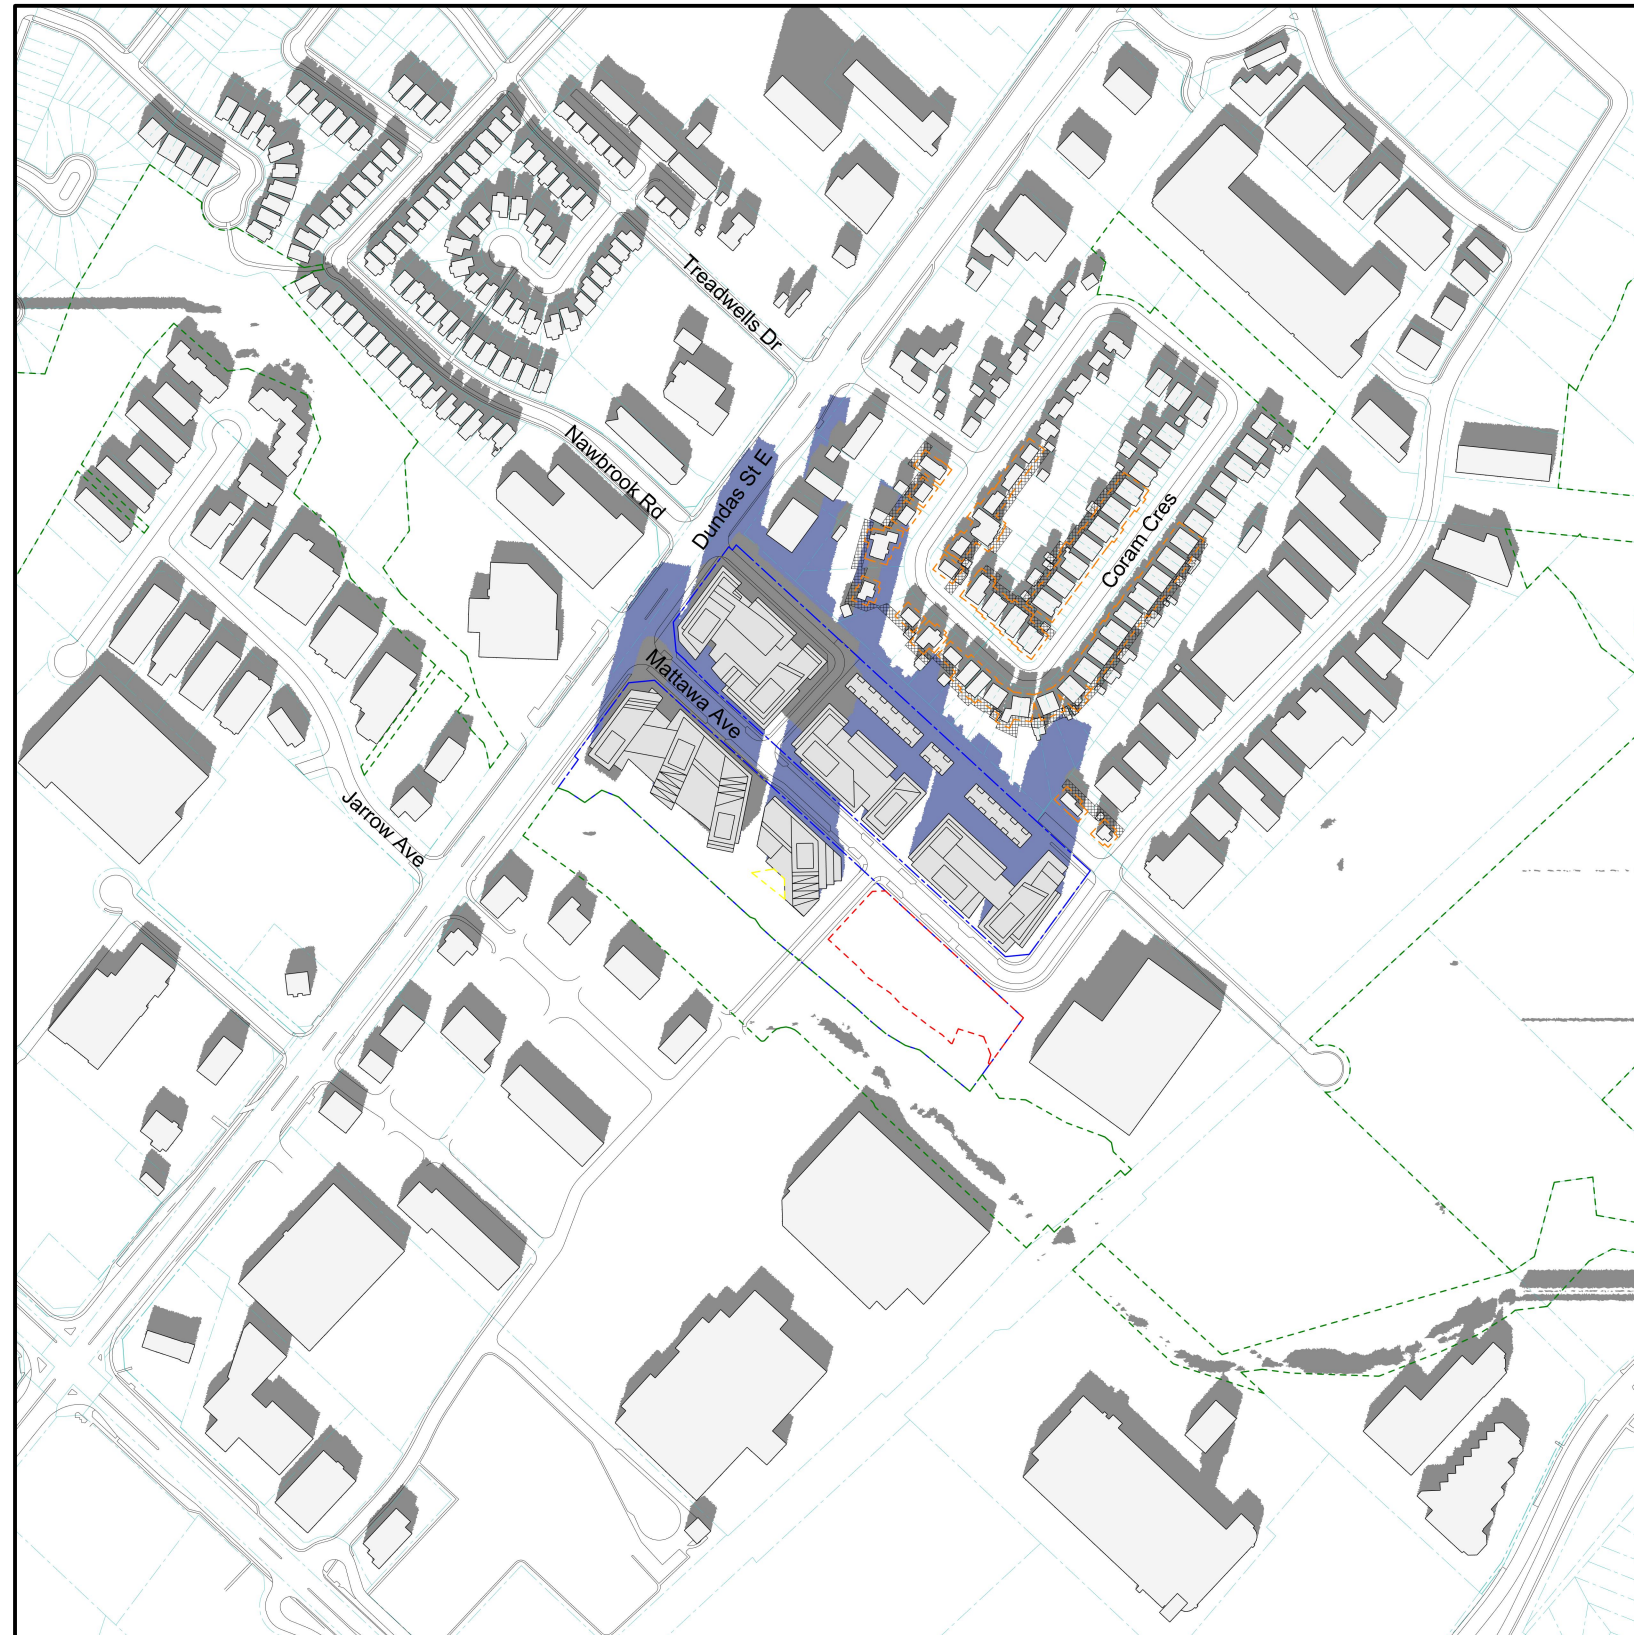 Treadwells Dr
Nawbrook Rd
Dundas St E
Coram Cres
Mattawa Ave
Jarrow Ave